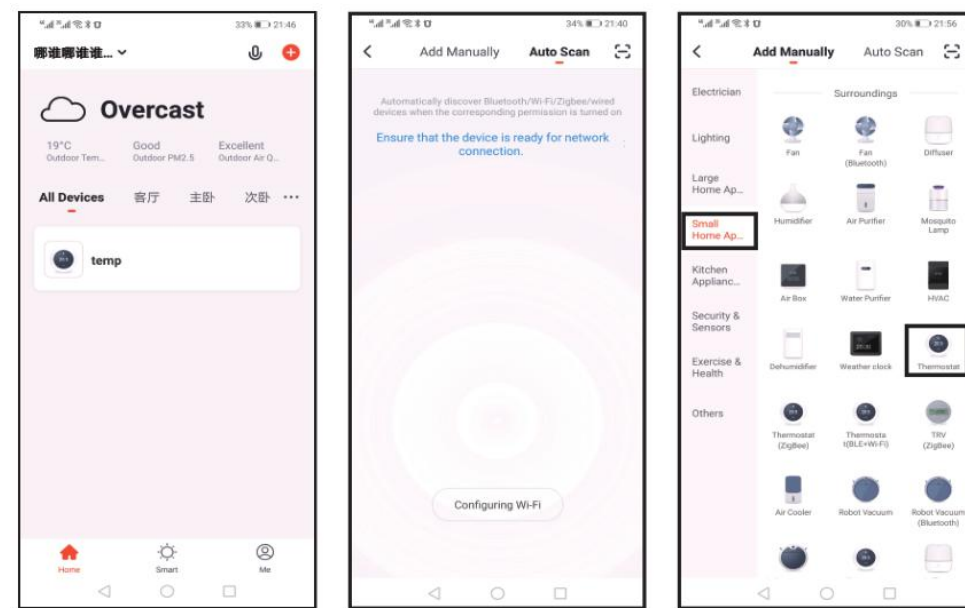 33% 21:46
哪谁哪谁谁...
Overcast
19°C Good Excellent
Outdoor Tem... Outdoor PM2.5 Outdoor Air Q...
All Devices 客厅 主卧 次卧 ...
temp
Home Smart Me
34% 21:40
Add Manually Auto Scan
Automatically discover Bluetooth/Wi-Fi/Zigbee/wired
devices when the corresponding permission is turned on
Ensure that the device is ready for network
connection.
Configuring Wi-Fi
30% 21:56
Add Manually Auto Scan
Electrician
Lighting
Large
Home Ap...
Small
Home Ap...
Kitchen
Applianc...
Security &
Sensors
Exercise &
Health
Others
Surroundings
Fan Fan Diffuser
(Bluetooth)
Humidifier Air Purifier Mosquito
Lamp
Air Box Water Purifier HVAC
Dehumidifier Weather clock Thermostat
Thermostat Thermosta TRV
(ZigBee) t(BLE+Wi-Fi) (ZigBee)
Air Cooler Robot Vacuum Robot Vacuum
(Bluetooth)